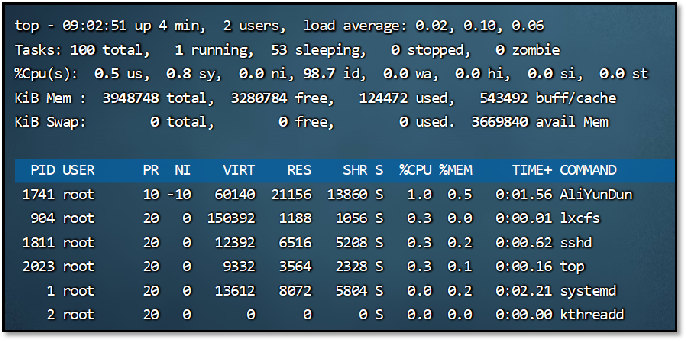 top - 09:02:51 up 4 min,  2 users,  load average: 0.02, 0.10, 0.06
Tasks: 100 total,   1 running,  53 sleeping,   0 stopped,   0 zombie
%Cpu(s):  0.5 us,  0.8 sy,  0.0 ni, 98.7 id,  0.0 wa,  0.0 hi,  0.0 si,  0.0 st
KiB Mem :  3948748 total,  3280784 free,   124472 used,   543492 buff/cache
KiB Swap:        0 total,        0 free,        0 used.  3669840 avail Mem
PID USER      PR  NI    VIRT    RES    SHR S  %CPU %MEM     TIME+ COMMAND
1741 root      10 -10   60140  21156  13860 S   1.0  0.5   0:01.56 AliYunDun
904 root      20   0  150392   1188   1056 S   0.3  0.0   0:00.01 lxcfs
1811 root      20   0   12392   6516   5208 S   0.3  0.2   0:00.62 sshd
2023 root      20   0    9332   3564   2328 S   0.3  0.1   0:00.16 top
1 root      20   0   13612   8072   5804 S   0.0  0.2   0:02.21 systemd
2 root      20   0       0      0      0 S   0.0  0.0   0:00.00 kthreadd